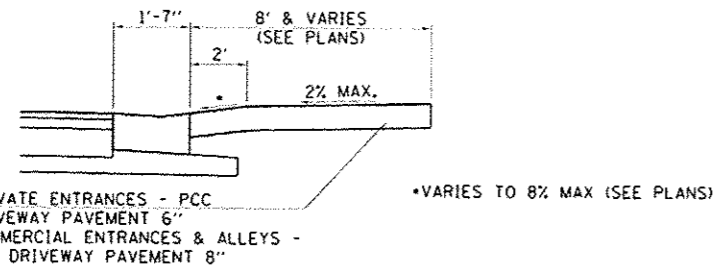 1'-7" 8' & VARIES
(SEE PLANS)
2'
* 2% MAX.
VATE ENTRANCES - PCC
VEWAY PAVEMENT 6"
MERCIAL ENTRANCES & ALLEYS -
DRIVEWAY PAVEMENT 8"
*VARIES TO 8% MAX (SEE PLANS)